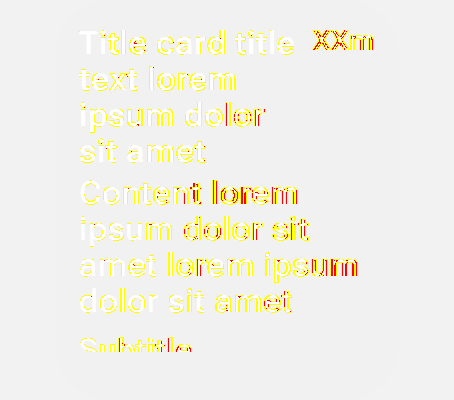 Title card title XXm
text lorem
ipsum dolor
sit amet
Content lorem
ipsum dolor sit
amet lorem ipsum
dolor sit amet
Subtitle